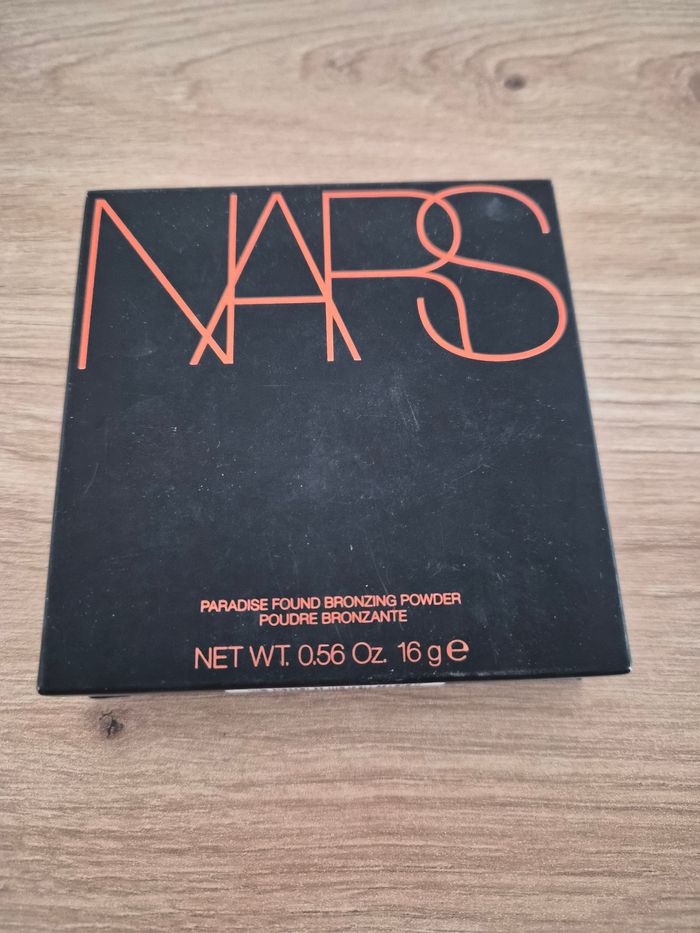 NARS
PARADISE FOUND BRONZING POWDER
POUDRE BRONZANTE
NET WT. 0.56 Oz. 16 g e